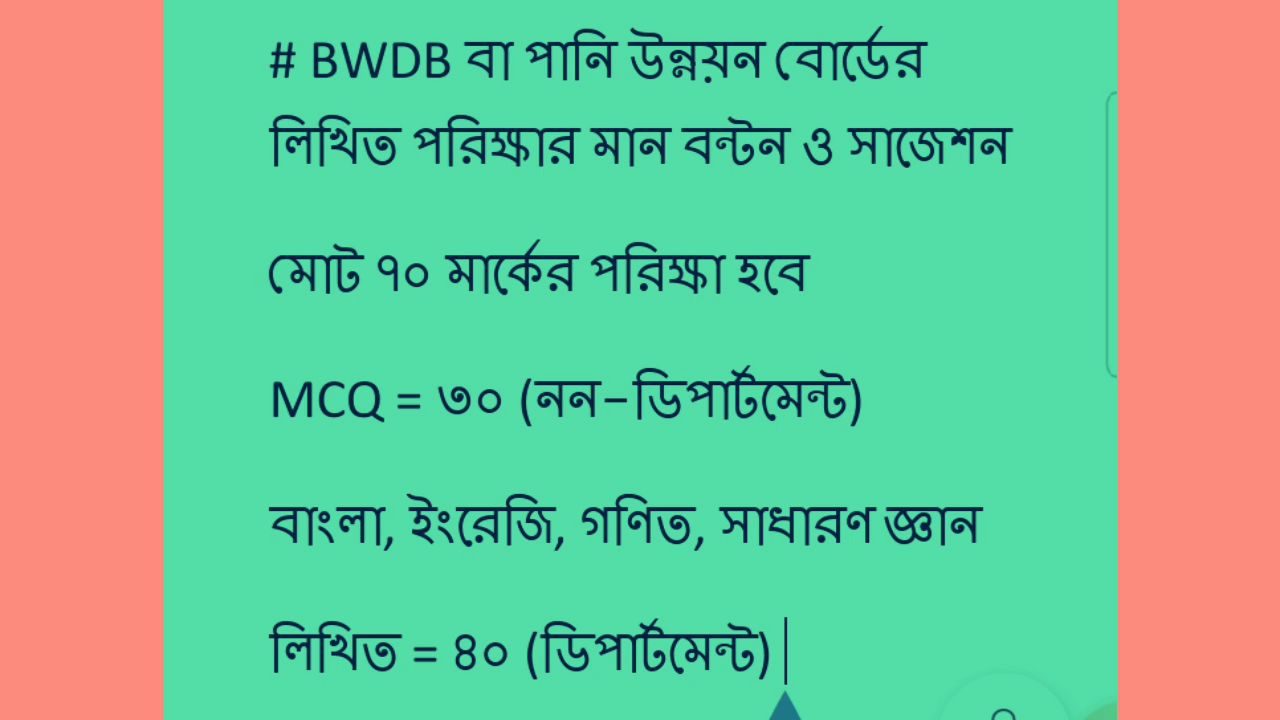 # BWDB বা পানি উন্নয়ন বোর্ডের
লিখিত পরিক্ষার মান বন্টন ও সাজেশন
মোট ৭০ মার্কের পরিক্ষা হবে
MCQ = ৩০ (নন-ডিপার্টমেন্ট)
বাংলা, ইংরেজি, গণিত, সাধারণ জ্ঞান
লিখিত = ৪০ (ডিপার্টমেন্ট)